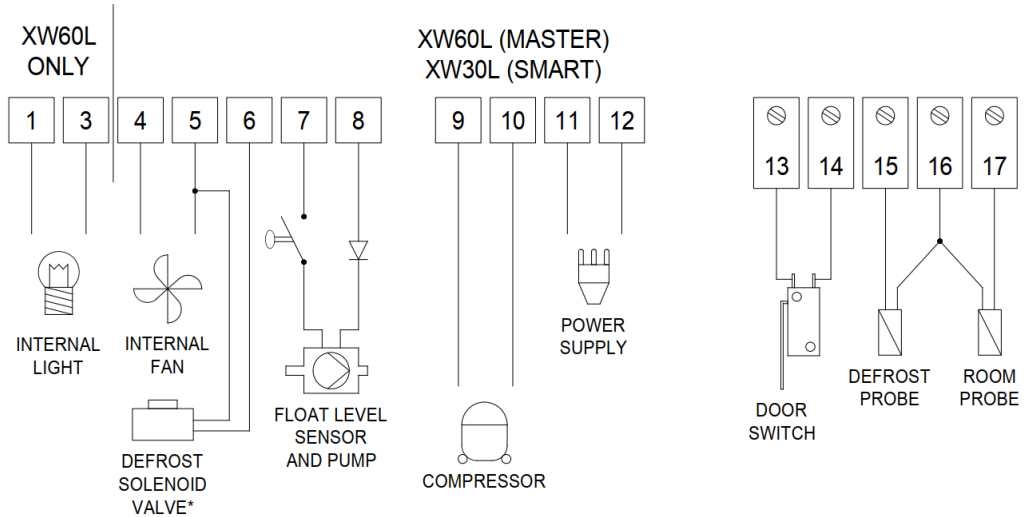 XW60L
ONLY
XW60L (MASTER)
XW30L (SMART)
1 3 4 5 6 7 8 9 10 11 12
13 14 15 16 17
INTERNAL
LIGHT
INTERNAL
FAN
DEFROST
SOLENOID
VALVE*
FLOAT LEVEL
SENSOR
AND PUMP
COMPRESSOR
POWER
SUPPLY
DOOR
SWITCH
DEFROST
PROBE
ROOM
PROBE